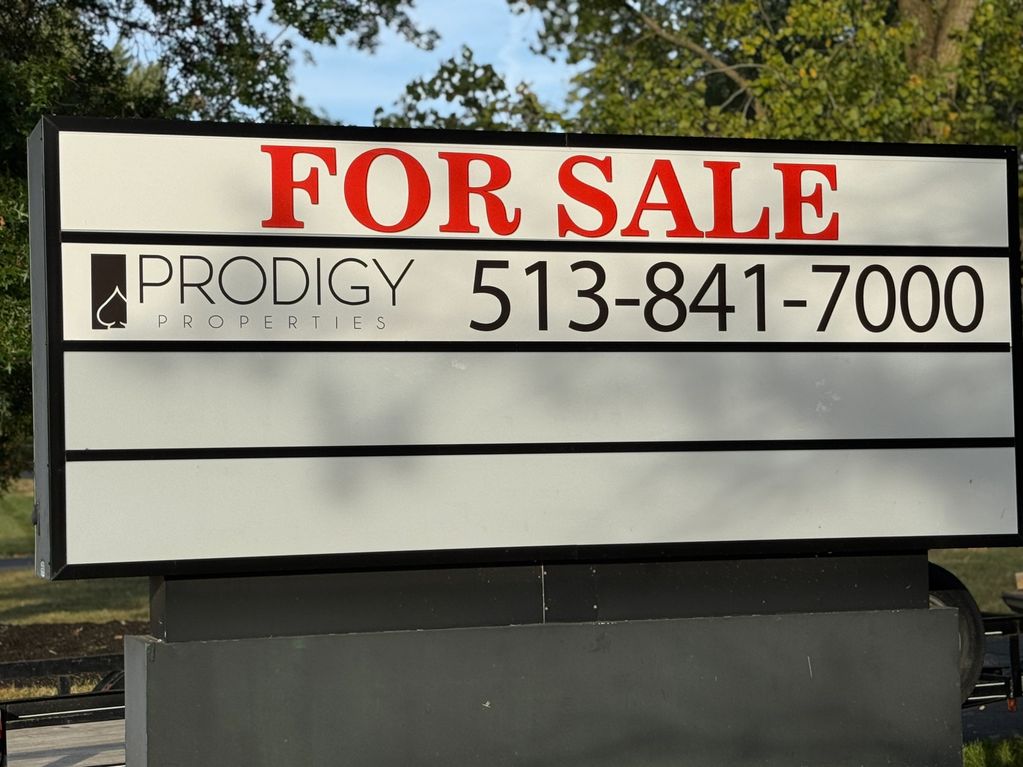 FOR SALE
PRODIGY 513-841-7000
PROPERTIES